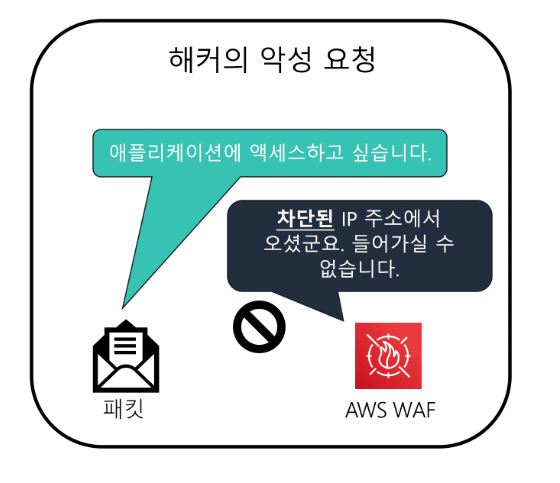 해커의 악성 요청
애플리케이션에 액세스하고 싶습니다.
차단된 IP 주소에서
오셨군요. 들어가실 수
없습니다.
패킷
AWS WAF